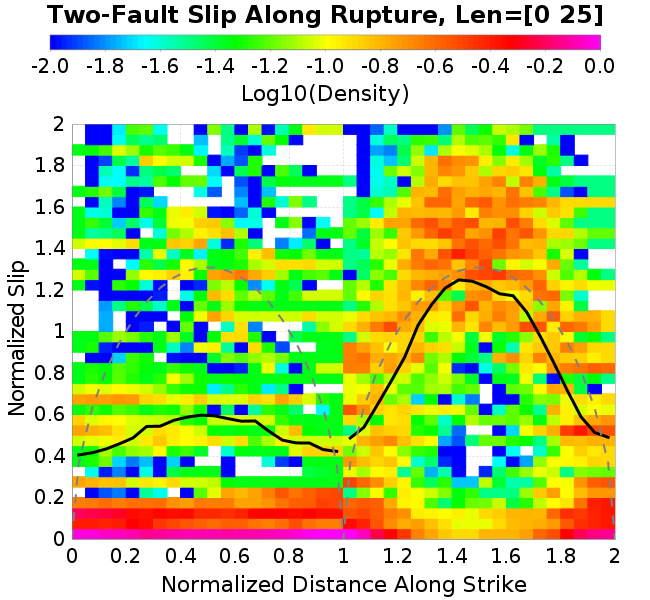 Two-Fault Slip Along Rupture, Len=[0 25]
-2.0 -1.8 -1.6 -1.4 -1.2 -1.0 -0.8 -0.6 -0.4 -0.2 0.0
Log10(Density)
2
1.8
1.6
1.4
1.2
1
0.8
0.6
0.4
0.2
0
Normalized Slip
0 0.2 0.4 0.6 0.8 1 1.2 1.4 1.6 1.8 2
Normalized Distance Along Strike